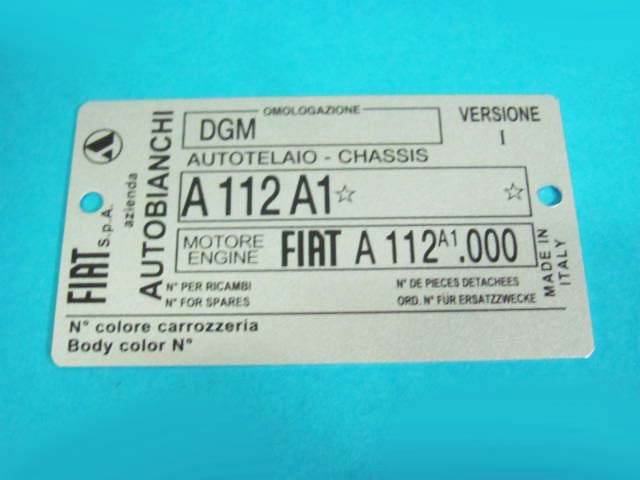 FIAT S.p.A.
azienda
AUTOBIANCHI
OMOLOGAZIONE
DGM
VERSIONE
I
AUTOTELAIO - CHASSIS
A 112 A1☆ ☆
MOTORE
ENGINE
FIAT A 112A1.000
N° PER RICAMBI
N° FOR SPARES
N° DE PIECES DETACHEES
ORD. N° FÜR ERSATZZWECKE
MADE IN
ITALY
N° colore carrozzeria
Body color N°